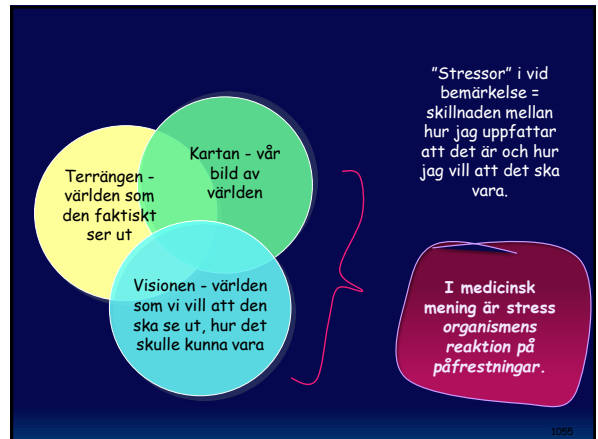 Terrängen -
världen som
den faktiskt
ser ut
Kartan - vår
bild av
världen
Visionen - världen
som vi vill att den
ska se ut, hur det
skulle kunna vara
"Stressor" i vid
bemärkelse =
skillnaden mellan
hur jag uppfattar
att det är och hur
jag vill att det ska
vara.
I medicinsk
mening är stress
organismens
reaktion på
påfrestningar.
1055